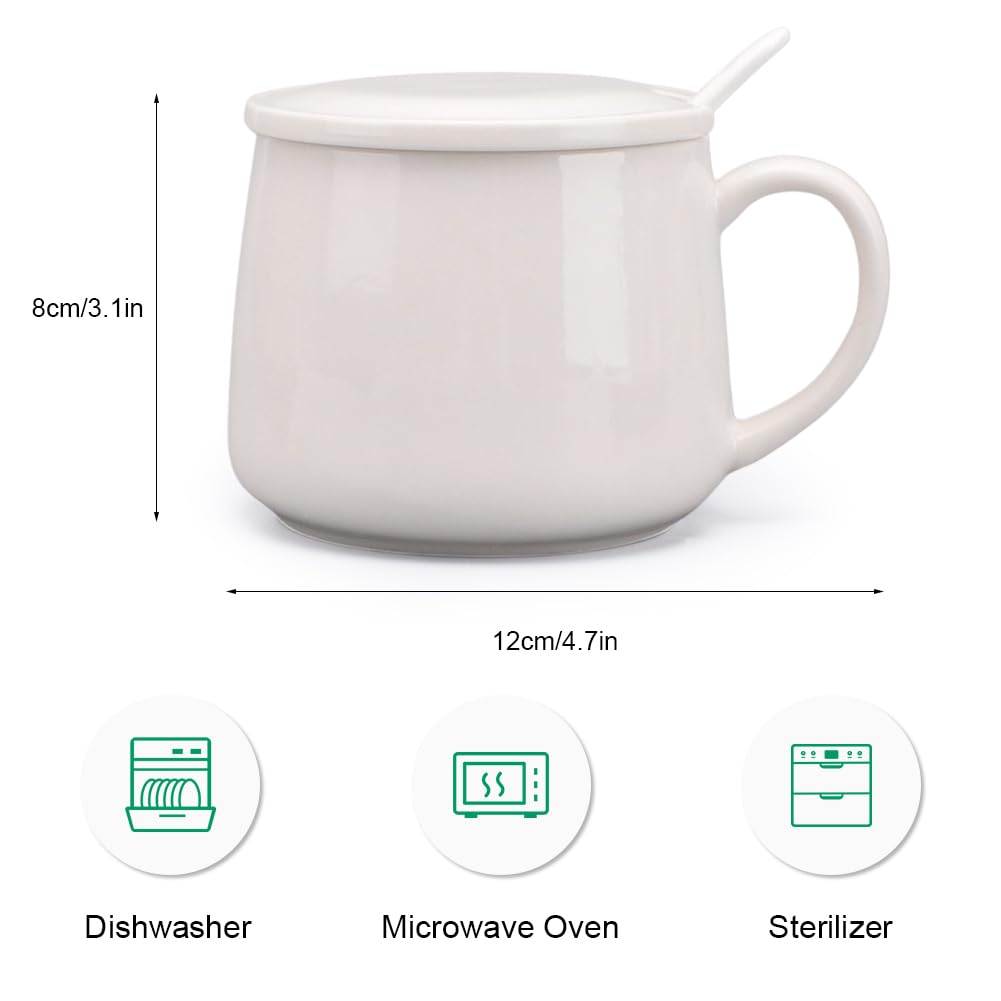 8cm/3.1in
12cm/4.7in
Dishwasher
Microwave Oven
Sterilizer